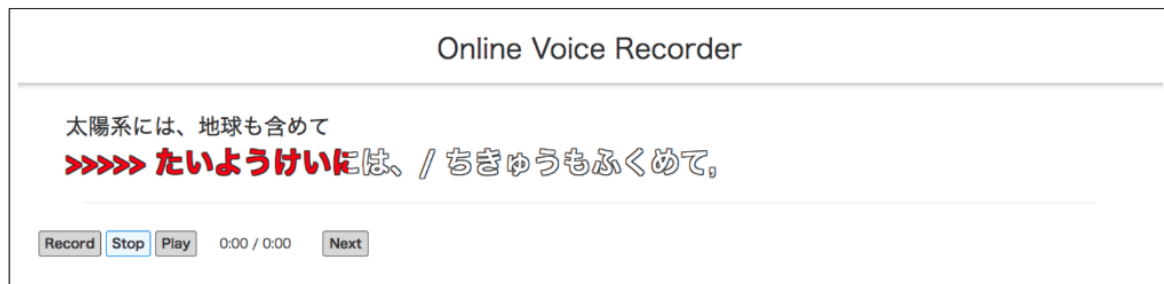 Online Voice Recorder
太陽系には、地球も含めて
>>>>> たいようけいには、/ ちきゅうもふくめて,
Record Stop Play 0:00 / 0:00 Next